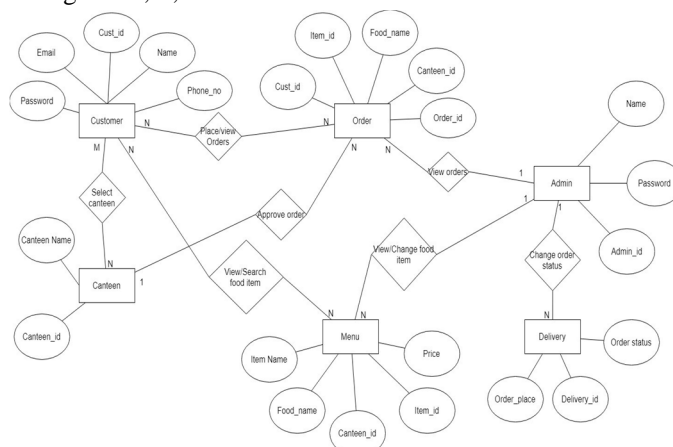 Cust_id
Email
Name
Password
Phone_no
Customer
N
Place/view
Orders
N
Item_id
Food_name
Cust_id
Canteen_id
Order_id
Order
M
N
N
N
Select
canteen
Approve order
View orders
1
Name
Admin
Password
1
1
Admin_id
Canteen Name
N
Canteen
1
Canteen_id
View/Search
food item
View/Change food
item
Change order
status
N
N
N
Menu
Item Name
Price
Food_name
Item_id
Canteen_id
Delivery
Order status
Order_place
Delivery_id